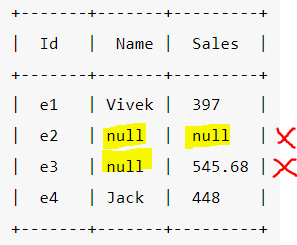 +-------+-------+---------+
| Id | Name | Sales |
+-------+-------+---------+
| e1 | Vivek | 397 |
| e2 | null | null |
| e3 | null | 545.68 |
| e4 | Jack | 448 |
+-------+-------+---------+